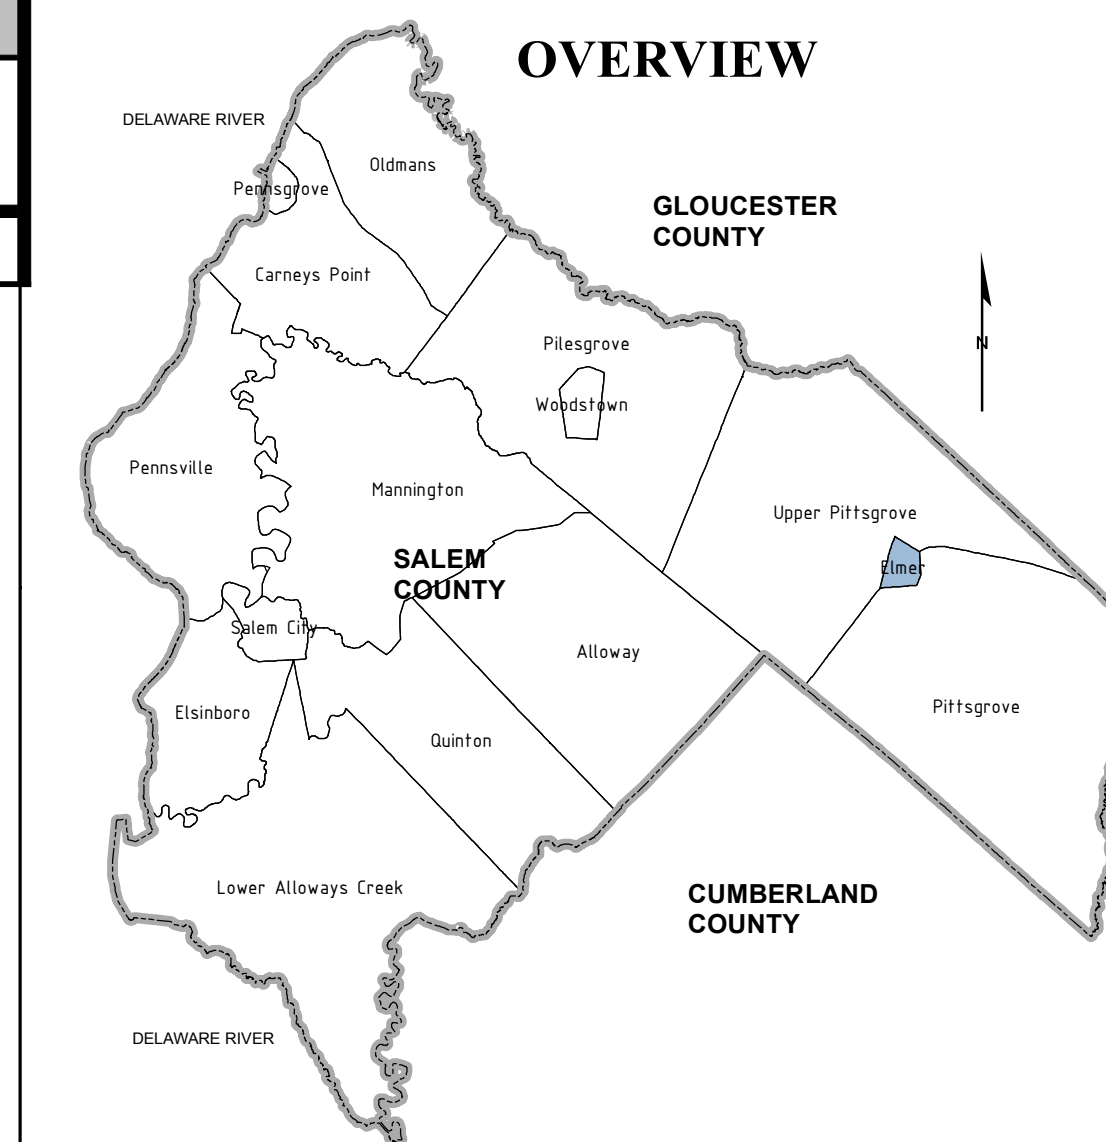 OVERVIEW
DELAWARE RIVER
Oldmans
Pennsgrove
GLOUCESTER
COUNTY
Carneys Point
N
Pilesgrove
Woodstown
Pennsville
Mannington
Upper Pittsgrove
SALEM
COUNTY
Elmer
Salem City
Alloway
Elsinboro
Pittsgrove
Quinton
Lower Alloways Creek
CUMBERLAND
COUNTY
DELAWARE RIVER